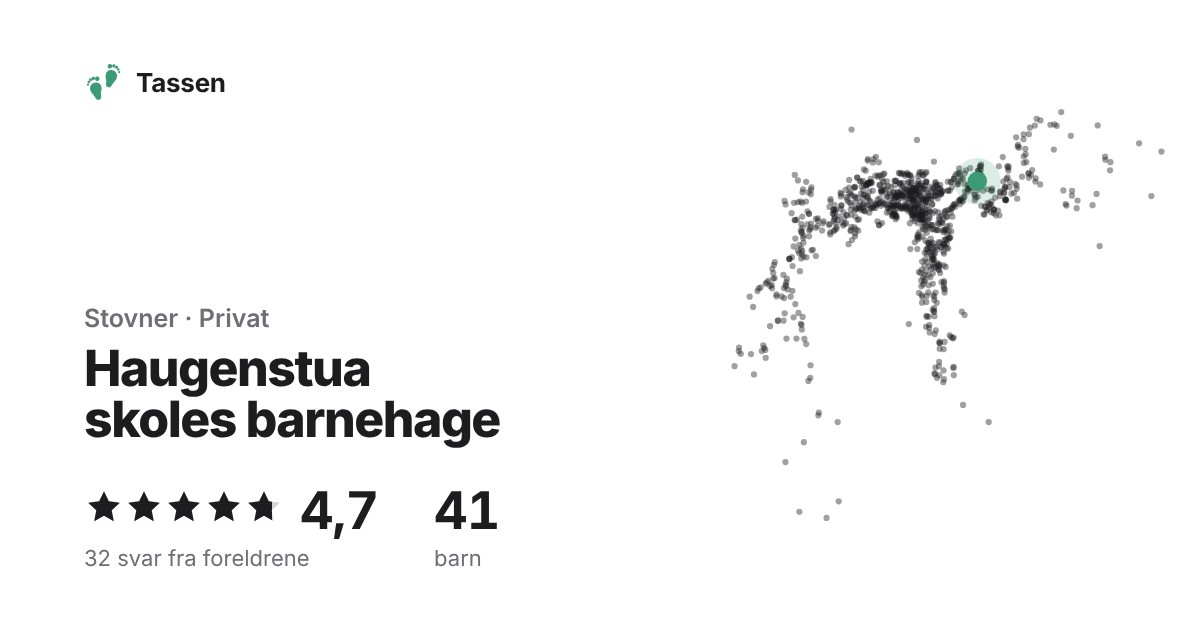 Tassen
Stovner · Privat
Haugenstua
skoles barnehage
4,7
41
32 svar fra foreldrene
barn